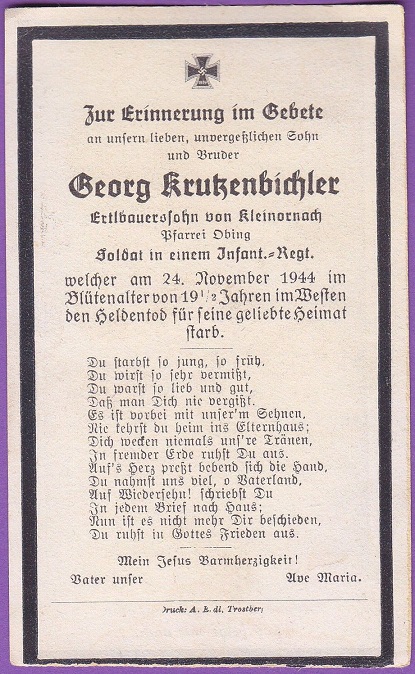 Zur Erinnerung im Gebete
an unsern lieben, unvergeßlichen Sohn
und Bruder
Georg Krutzenbichler
Ertlbauerssohn von Kleinornach
Pfarrei Obing
Soldat in einem Infant.-Regt.
welcher am 24. November 1944 im
Blütenalter von 19 1/2 Jahren im Westen
den Heldentod für seine geliebte Heimat
starb.
Du starbst so jung, so früh,
Du wirst so sehr vermißt,
Du warst so lieb und gut,
Daß man Dich nie vergißt.
Es ist vorbei mit unser'm Sehnen,
Nie kehrst du heim ins Elternhaus;
Dich wecken niemals uns're Tränen,
In fremder Erde ruhst Du aus.
Auf's Herz preßt bebend sich die Hand,
Du nahmst uns viel, o Vaterland,
Auf Wiedersehn! schriebst Du
In jedem Brief nach Haus;
Nun ist es nicht mehr Dir beschieden,
Du ruhst in Gottes Frieden aus.
Mein Jesus Barmherzigkeit!
Vater unser Ave Maria.
Druck: A. E. dl, Trostberg